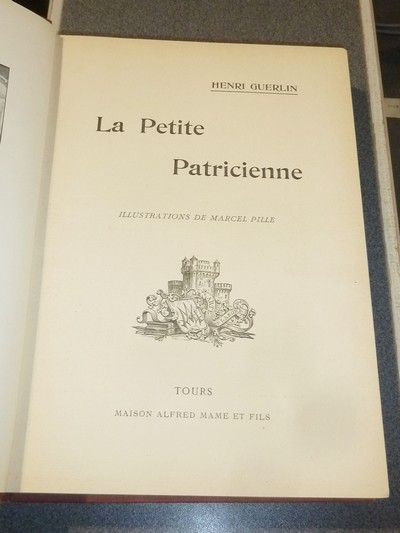 HENRI GUERLIN
La Petite
Patricienne
ILLUSTRATIONS DE MARCEL PILLE
TOURS
MAISON ALFRED MAME ET FILS